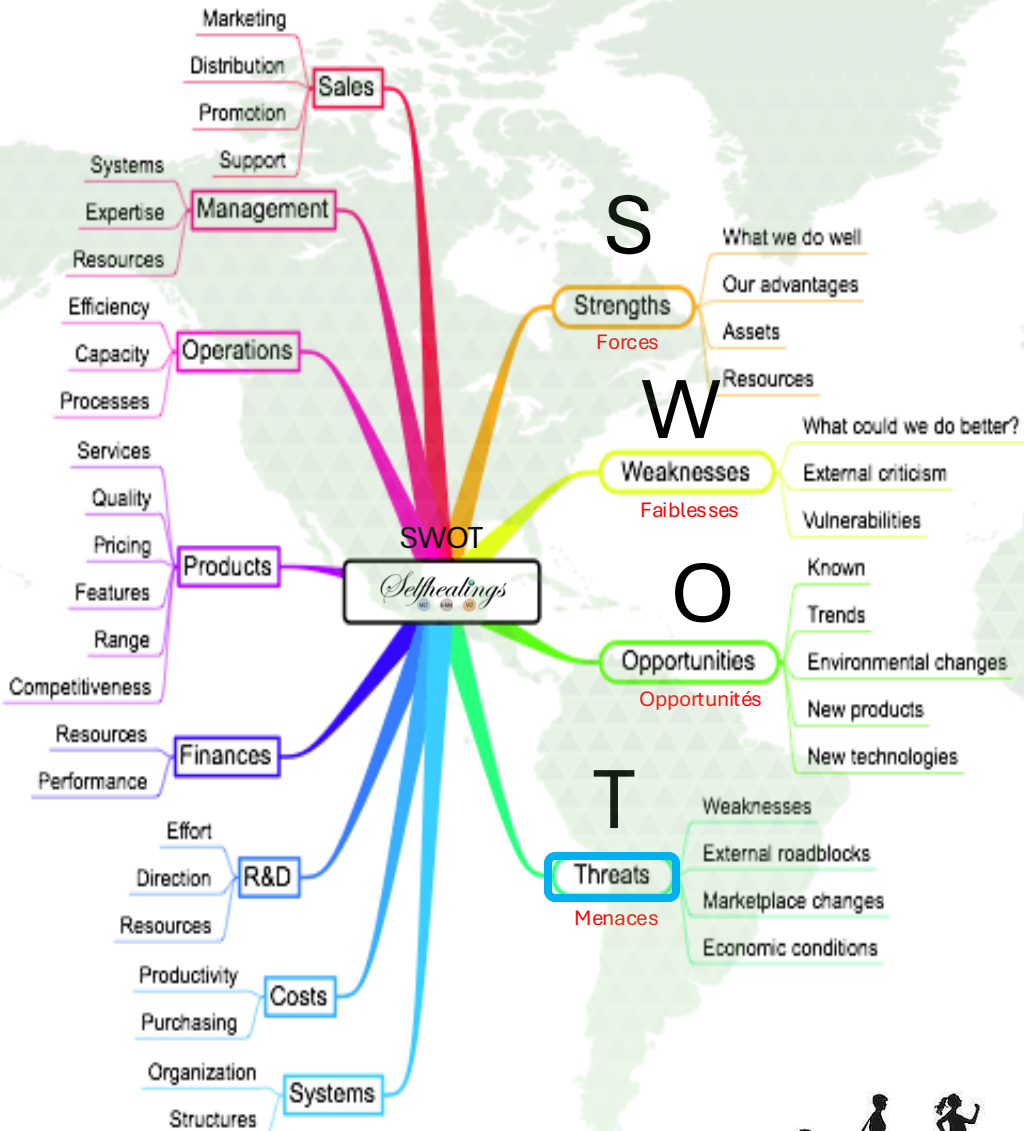 Marketing
Distribution
Promotion
Support
Sales
Systems
Expertise
Resources
Management
Efficiency
Capacity
Processes
Operations
Services
Quality
Pricing
Features
Range
Competitiveness
Products
Resources
Performance
Finances
Effort
Direction
Resources
R&D
Productivity
Purchasing
Costs
Organization
Structures
Systems
SWOT
Selfhealings
S
Strengths
Forces
What we do well
Our advantages
Assets
Resources
W
Weaknesses
Faiblesses
What could we do better?
External criticism
Vulnerabilities
O
Opportunities
Opportunités
Known
Trends
Environmental changes
New products
New technologies
T
Threats
Menaces
Weaknesses
External roadblocks
Marketplace changes
Economic conditions